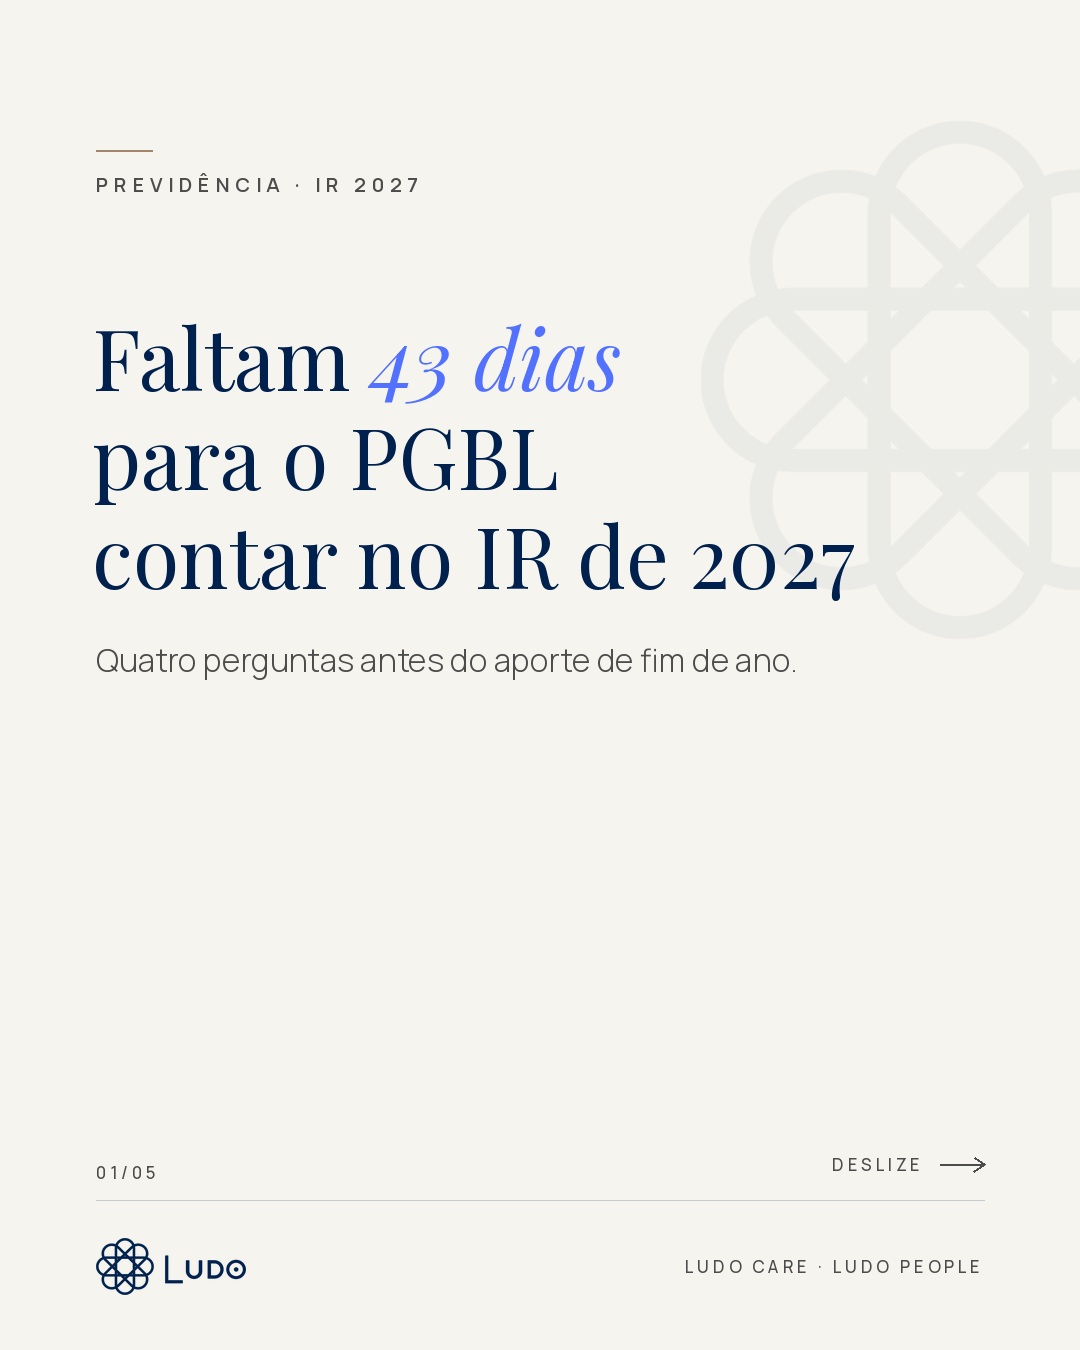 PREVIDÊNCIA · IR 2027
Faltam 43 dias
para o PGBL
contar no IR de 2027
Quatro perguntas antes do aporte de fim de ano.
01/05
DESLIZE
LUDO
LUDO CARE · LUDO PEOPLE